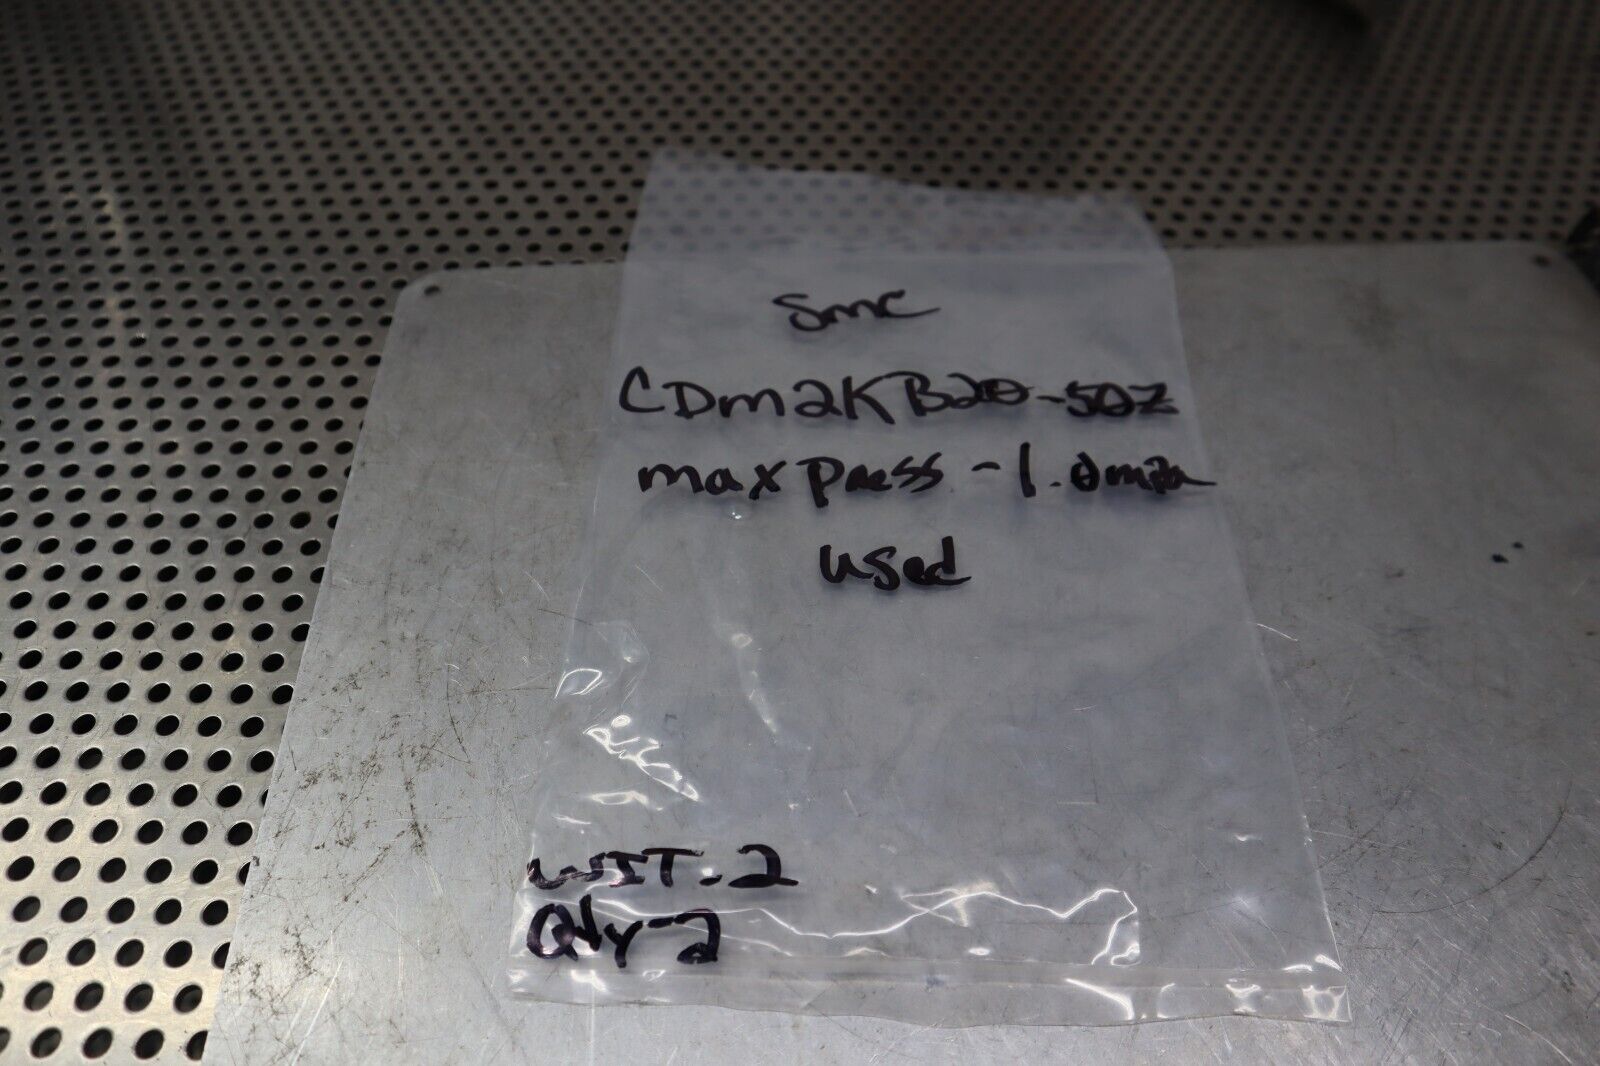 Smc
CDm2KB20-50Z
max Press - 1.0mPa
used
WIT-2
Qty-2